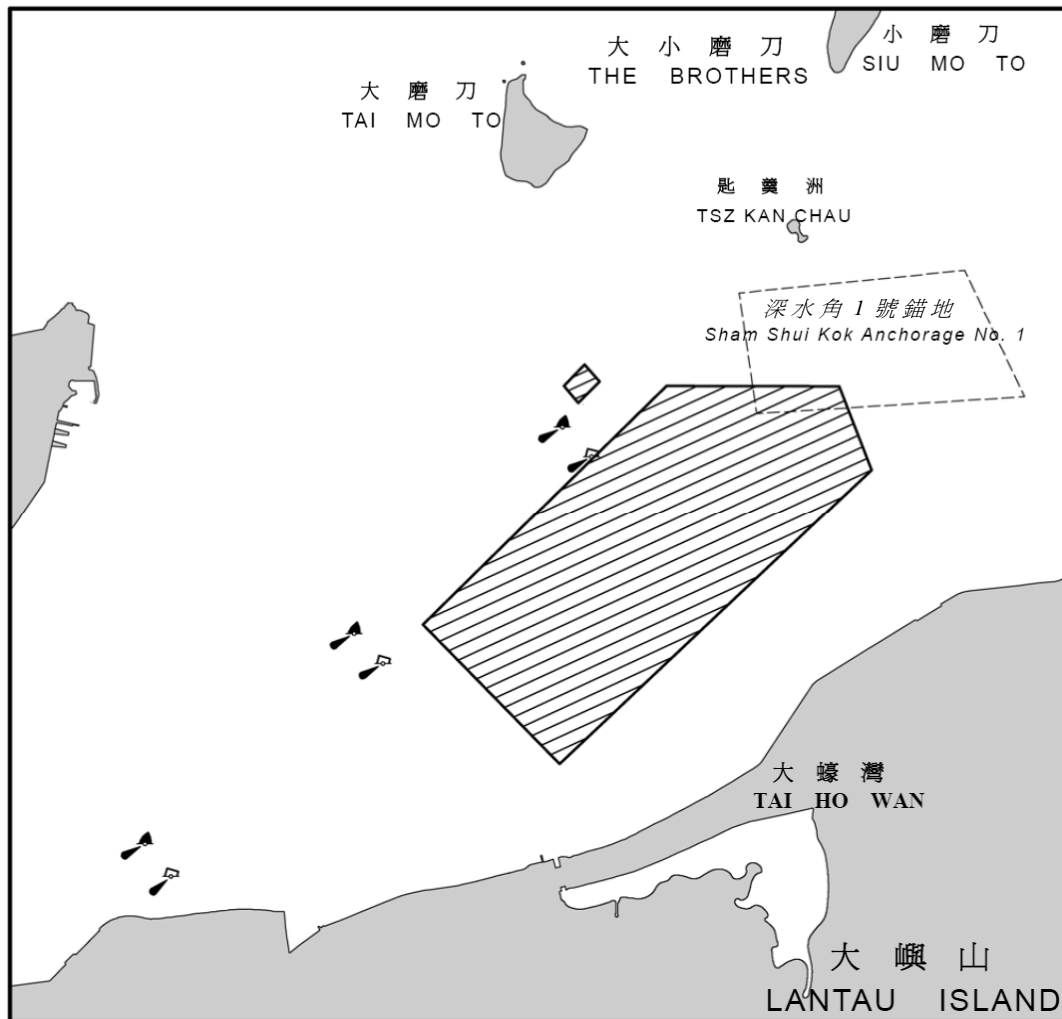 大 小 磨 刀
THE BROTHERS
小 磨 刀
SIU MO TO
大 磨 刀
TAI MO TO
匙 羹 洲
TSZ KAN CHAU
深水角 1 號錨地
Sham Shui Kok Anchorage No. 1
大 蠔 灣
TAI HO WAN
大 嶼 山
LANTAU ISLAND